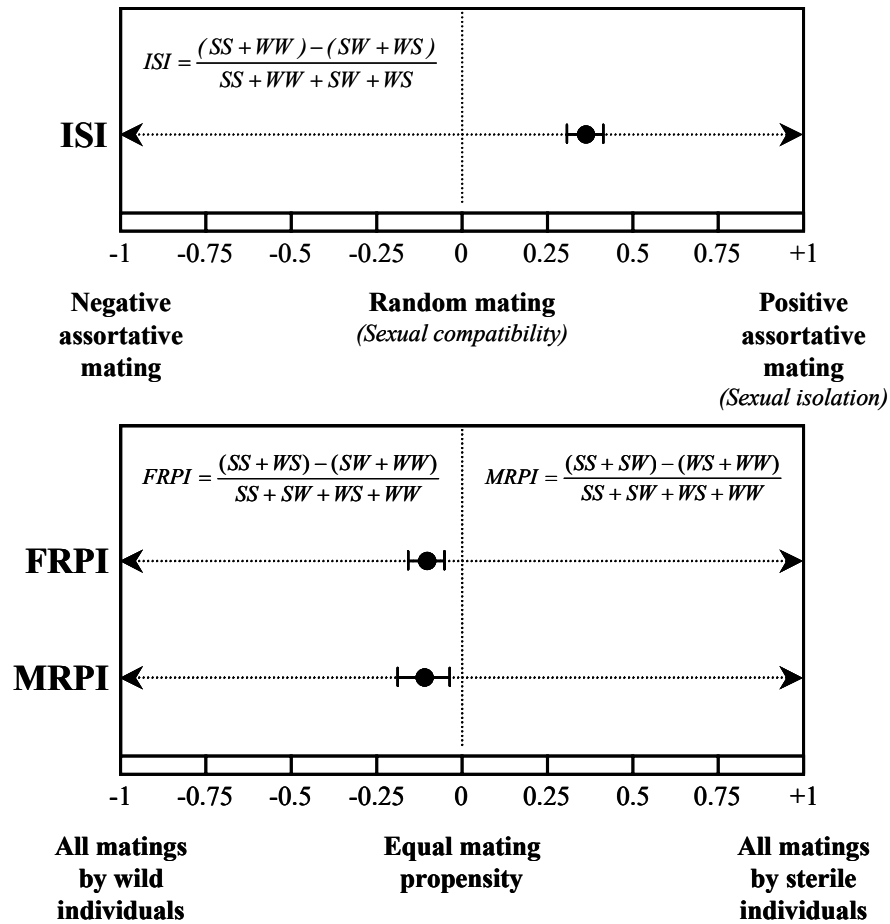 ISI = (SS + WW) − (SW + WS)
SS + WW + SW + WS
ISI
-1 -0.75 -0.5 -0.25 0 0.25 0.5 0.75 +1
Negative assortative mating
Random mating
(Sexual compatibility)
Positive assortative mating
(Sexual isolation)
FRPI = (SS + WS) − (SW + WW)
SS + SW + WS + WW
MRPI = (SS + SW) − (WS + WW)
SS + SW + WS + WW
FRPI
MRPI
-1 -0.75 -0.5 -0.25 0 0.25 0.5 0.75 +1
All matings
by wild
individuals
Equal mating
propensity
All matings
by sterile
individuals